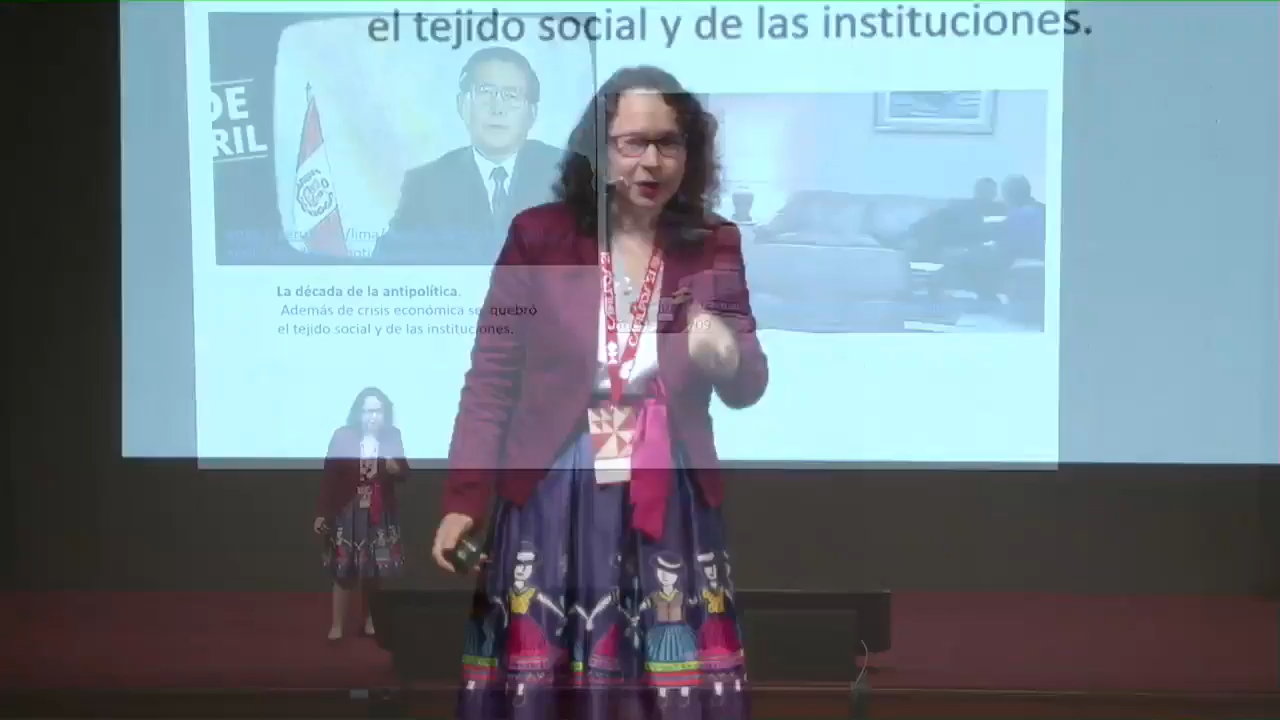 el tejido social y de las instituciones.
DE
RIL
La década de la antipolítica.
Además de crisis económica se quebró
el tejido social y de las instituciones.